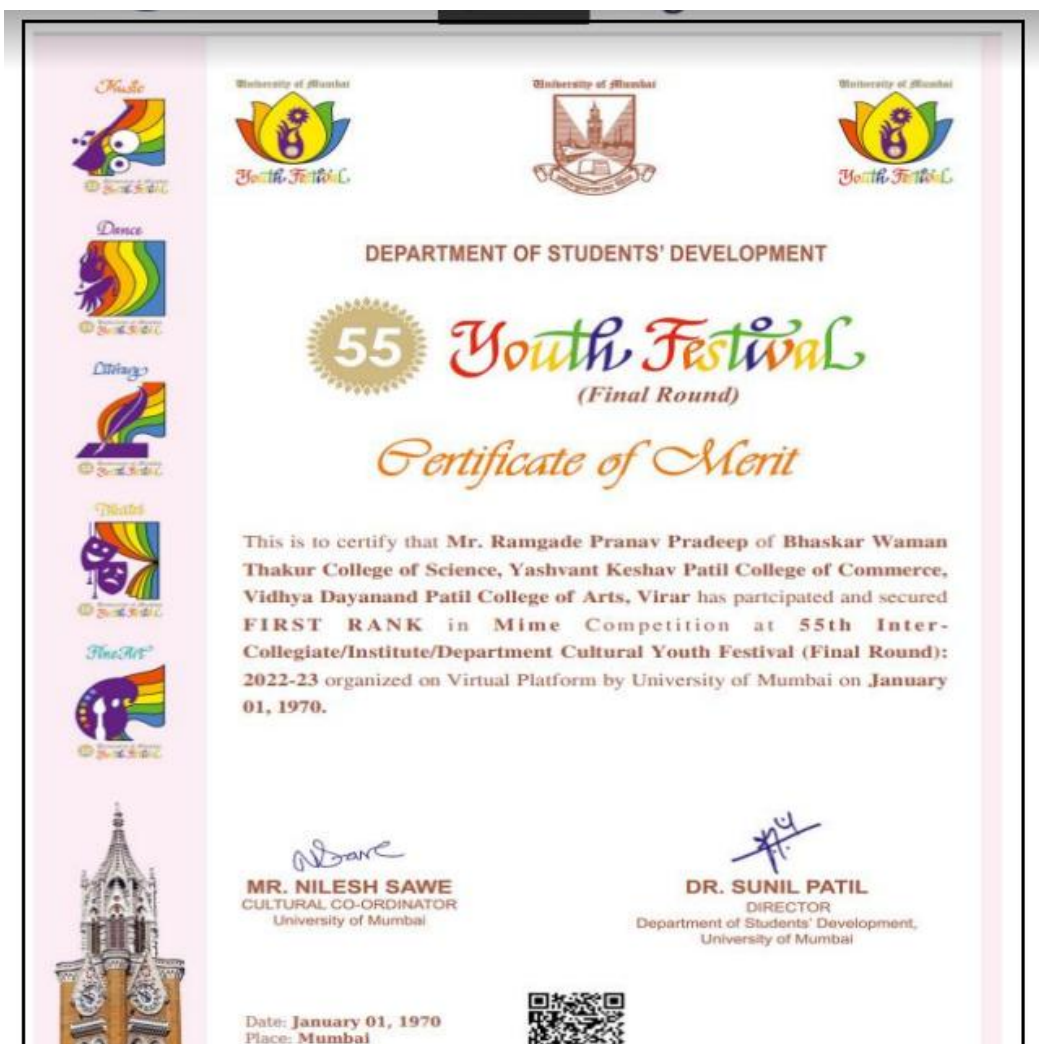 Music
University of Mumbai
University of Mumbai
University of Mumbai
Youth Festival
Youth Festival
Dance
DEPARTMENT OF STUDENTS' DEVELOPMENT
55 Youth Festival
(Final Round)
Literary
Certificate of Merit
Theatre
This is to certify that Mr. Ramgade Pranav Pradeep of Bhaskar Waman
Thakur College of Science, Yashvant Keshav Patil College of Commerce,
Vidhya Dayanand Patil College of Arts, Virar has partcipated and secured
FIRST RANK in Mime Competition at 55th Inter-
Collegiate/Institute/Department Cultural Youth Festival (Final Round):
2022-23 organized on Virtual Platform by University of Mumbai on January
01, 1970.
Fine Art
MR. NILESH SAWE
CULTURAL CO-ORDINATOR
University of Mumbai
DR. SUNIL PATIL
DIRECTOR
Department of Students' Development,
University of Mumbai
Date: January 01, 1970
Place: Mumbai